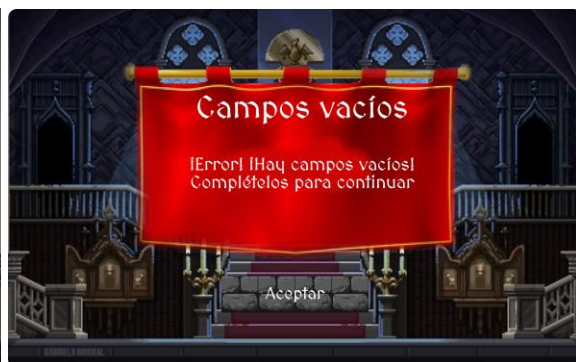 Campos vacíos
¡Error! ¡Hay campos vacíos!
Complételos para continuar
Aceptar